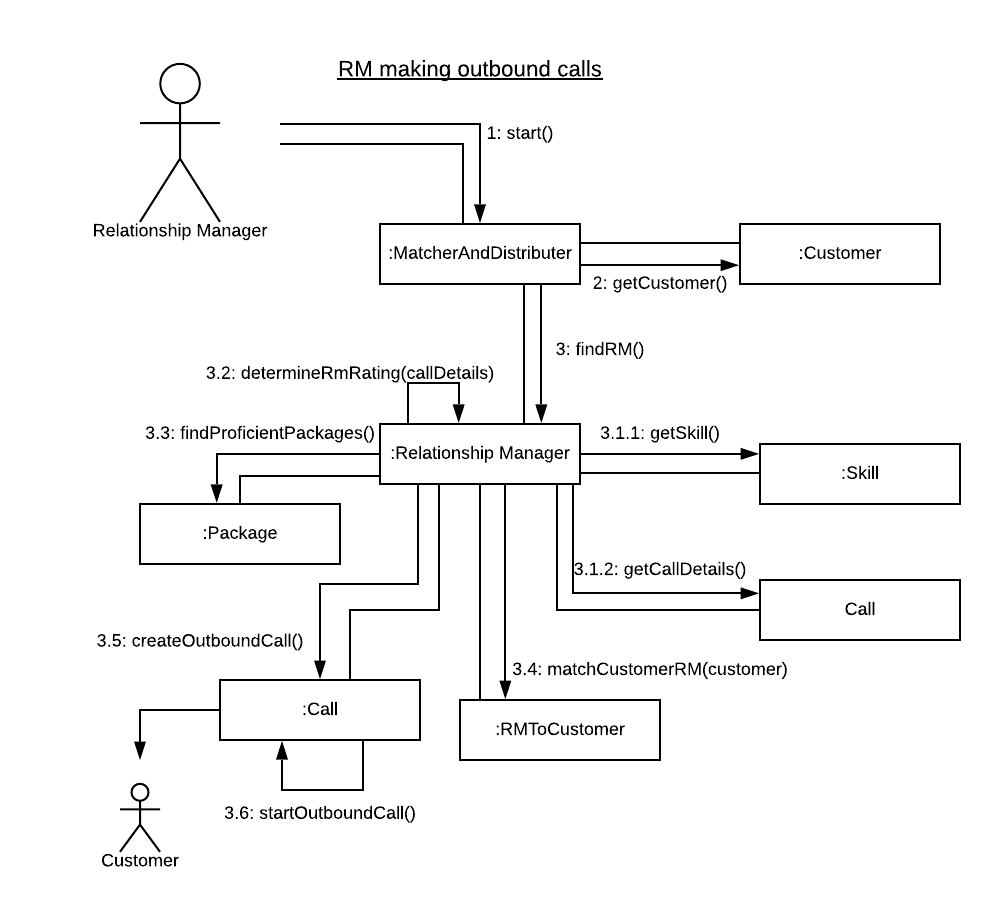 RM making outbound calls
1: start()
Relationship Manager
:MatcherAndDistributer
:Customer
2: getCustomer()
3: findRM()
3.2: determineRmRating(callDetails)
3.3: findProficientPackages()
3.1.1: getSkill()
:Relationship Manager
:Skill
:Package
3.1.2: getCallDetails()
Call
3.5: createOutboundCall()
3.4: matchCustomerRM(customer)
:Call
:RMToCustomer
3.6: startOutboundCall()
Customer